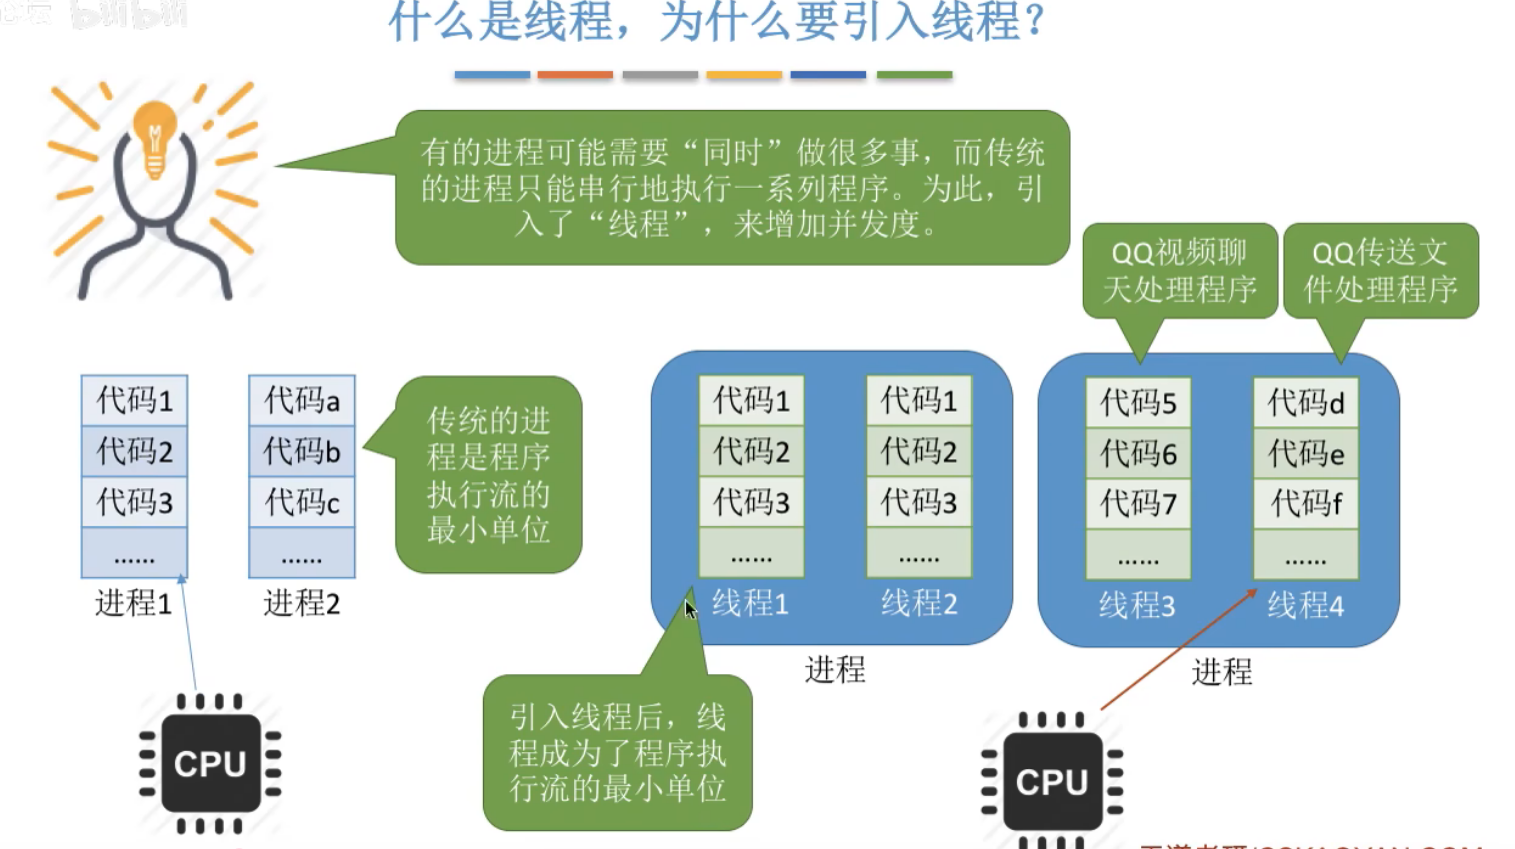 bilibili
什么是线程，为什么要引入线程？
有的进程可能需要“同时”做很多事，而传统
的进程只能串行地执行一系列程序。为此，引
入了“线程”，来增加并发度。
QQ视频聊
天处理程序
QQ传送文
件处理程序
代码1
代码2
代码3
......
进程1
代码a
代码b
代码c
......
进程2
传统的进
程是程序
执行流的
最小单位
代码1
代码2
代码3
......
线程1
代码1
代码2
代码3
......
线程2
进程
代码5
代码6
代码7
......
线程3
代码d
代码e
代码f
......
线程4
进程
引入线程后，线
程成为了程序执
行流的最小单位
CPU
CPU